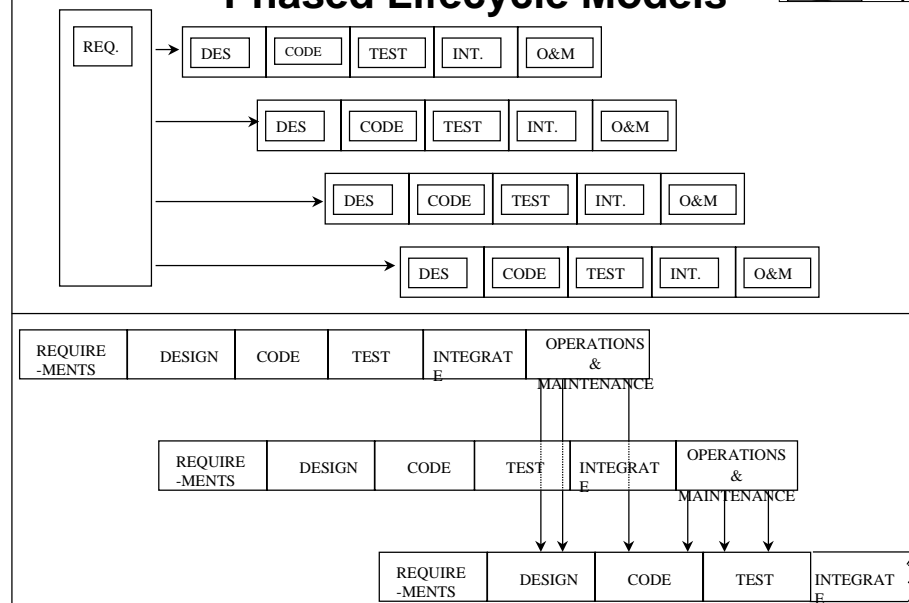 Phased Lifecycle Models
REQ.
DES CODE TEST INT. O&M
DES CODE TEST INT. O&M
DES CODE TEST INT. O&M
DES CODE TEST INT. O&M
REQUIRE
-MENTS
DESIGN
CODE
TEST
INTEGRAT
E
OPERATIONS
&
MAINTENANCE
REQUIRE
-MENTS
DESIGN
CODE
TEST
INTEGRAT
E
OPERATIONS
&
MAINTENANCE
REQUIRE
-MENTS
DESIGN
CODE
TEST
INTEGRAT
E